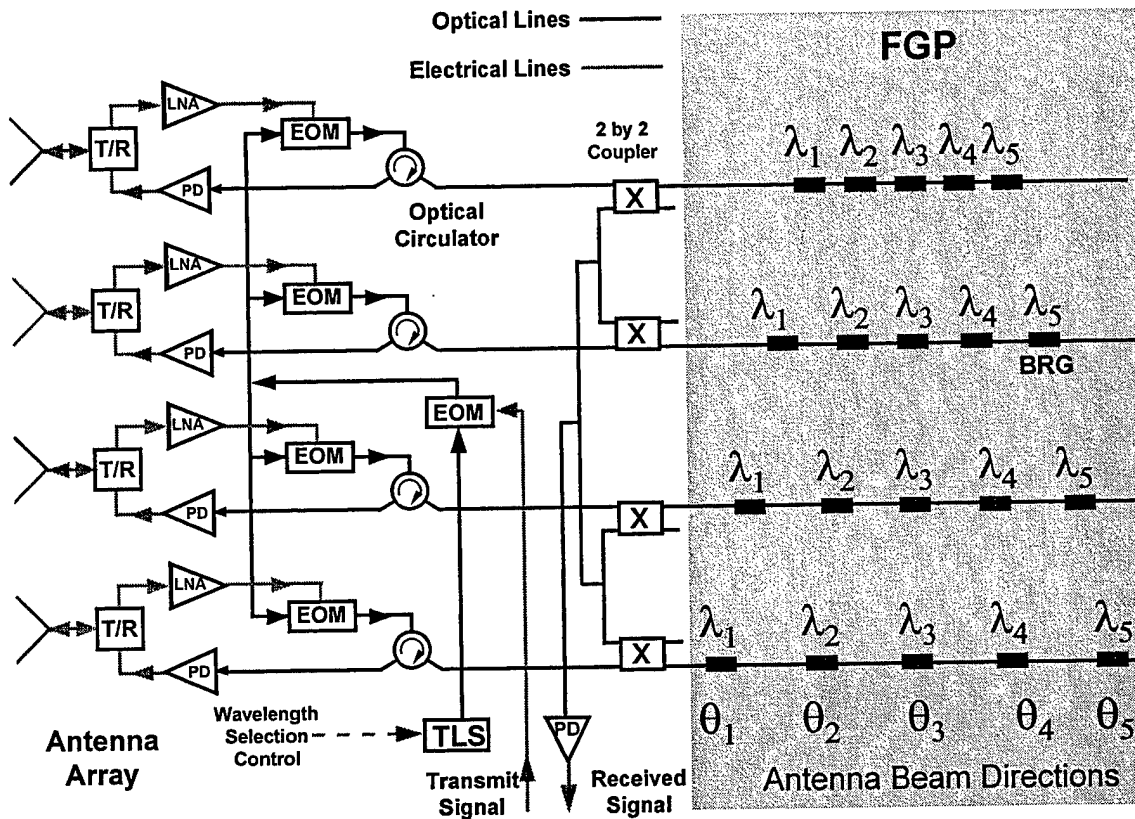 Optical Lines
Electrical Lines
FGP
LNA
T/R
EOM
PD
Optical
Circulator
2 by 2
Coupler
X
λ1 λ2 λ3 λ4 λ5
LNA
T/R
EOM
PD
X
λ1 λ2 λ3 λ4 λ5
BRG
EOM
LNA
T/R
EOM
PD
X
λ1 λ2 λ3 λ4 λ5
LNA
T/R
EOM
PD
X
λ1 λ2 λ3 λ4 λ5
θ1 θ2 θ3 θ4 θ5
Antenna Beam Directions
Antenna
Array
Wavelength
Selection
Control
TLS
Transmit
Signal
PD
Received
Signal